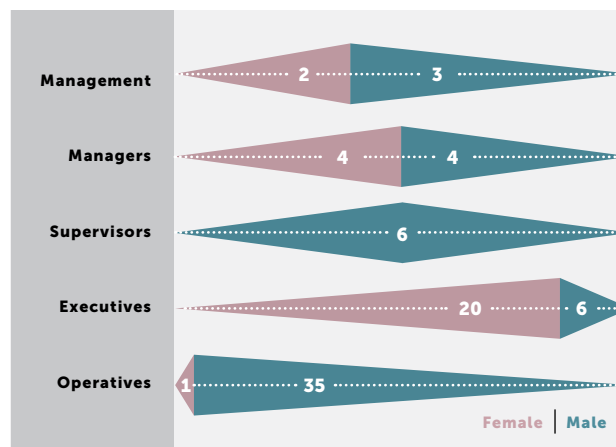 Management 2 3
Managers 4 4
Supervisors 6
Executives 20 6
Operatives 1 35
Female | Male